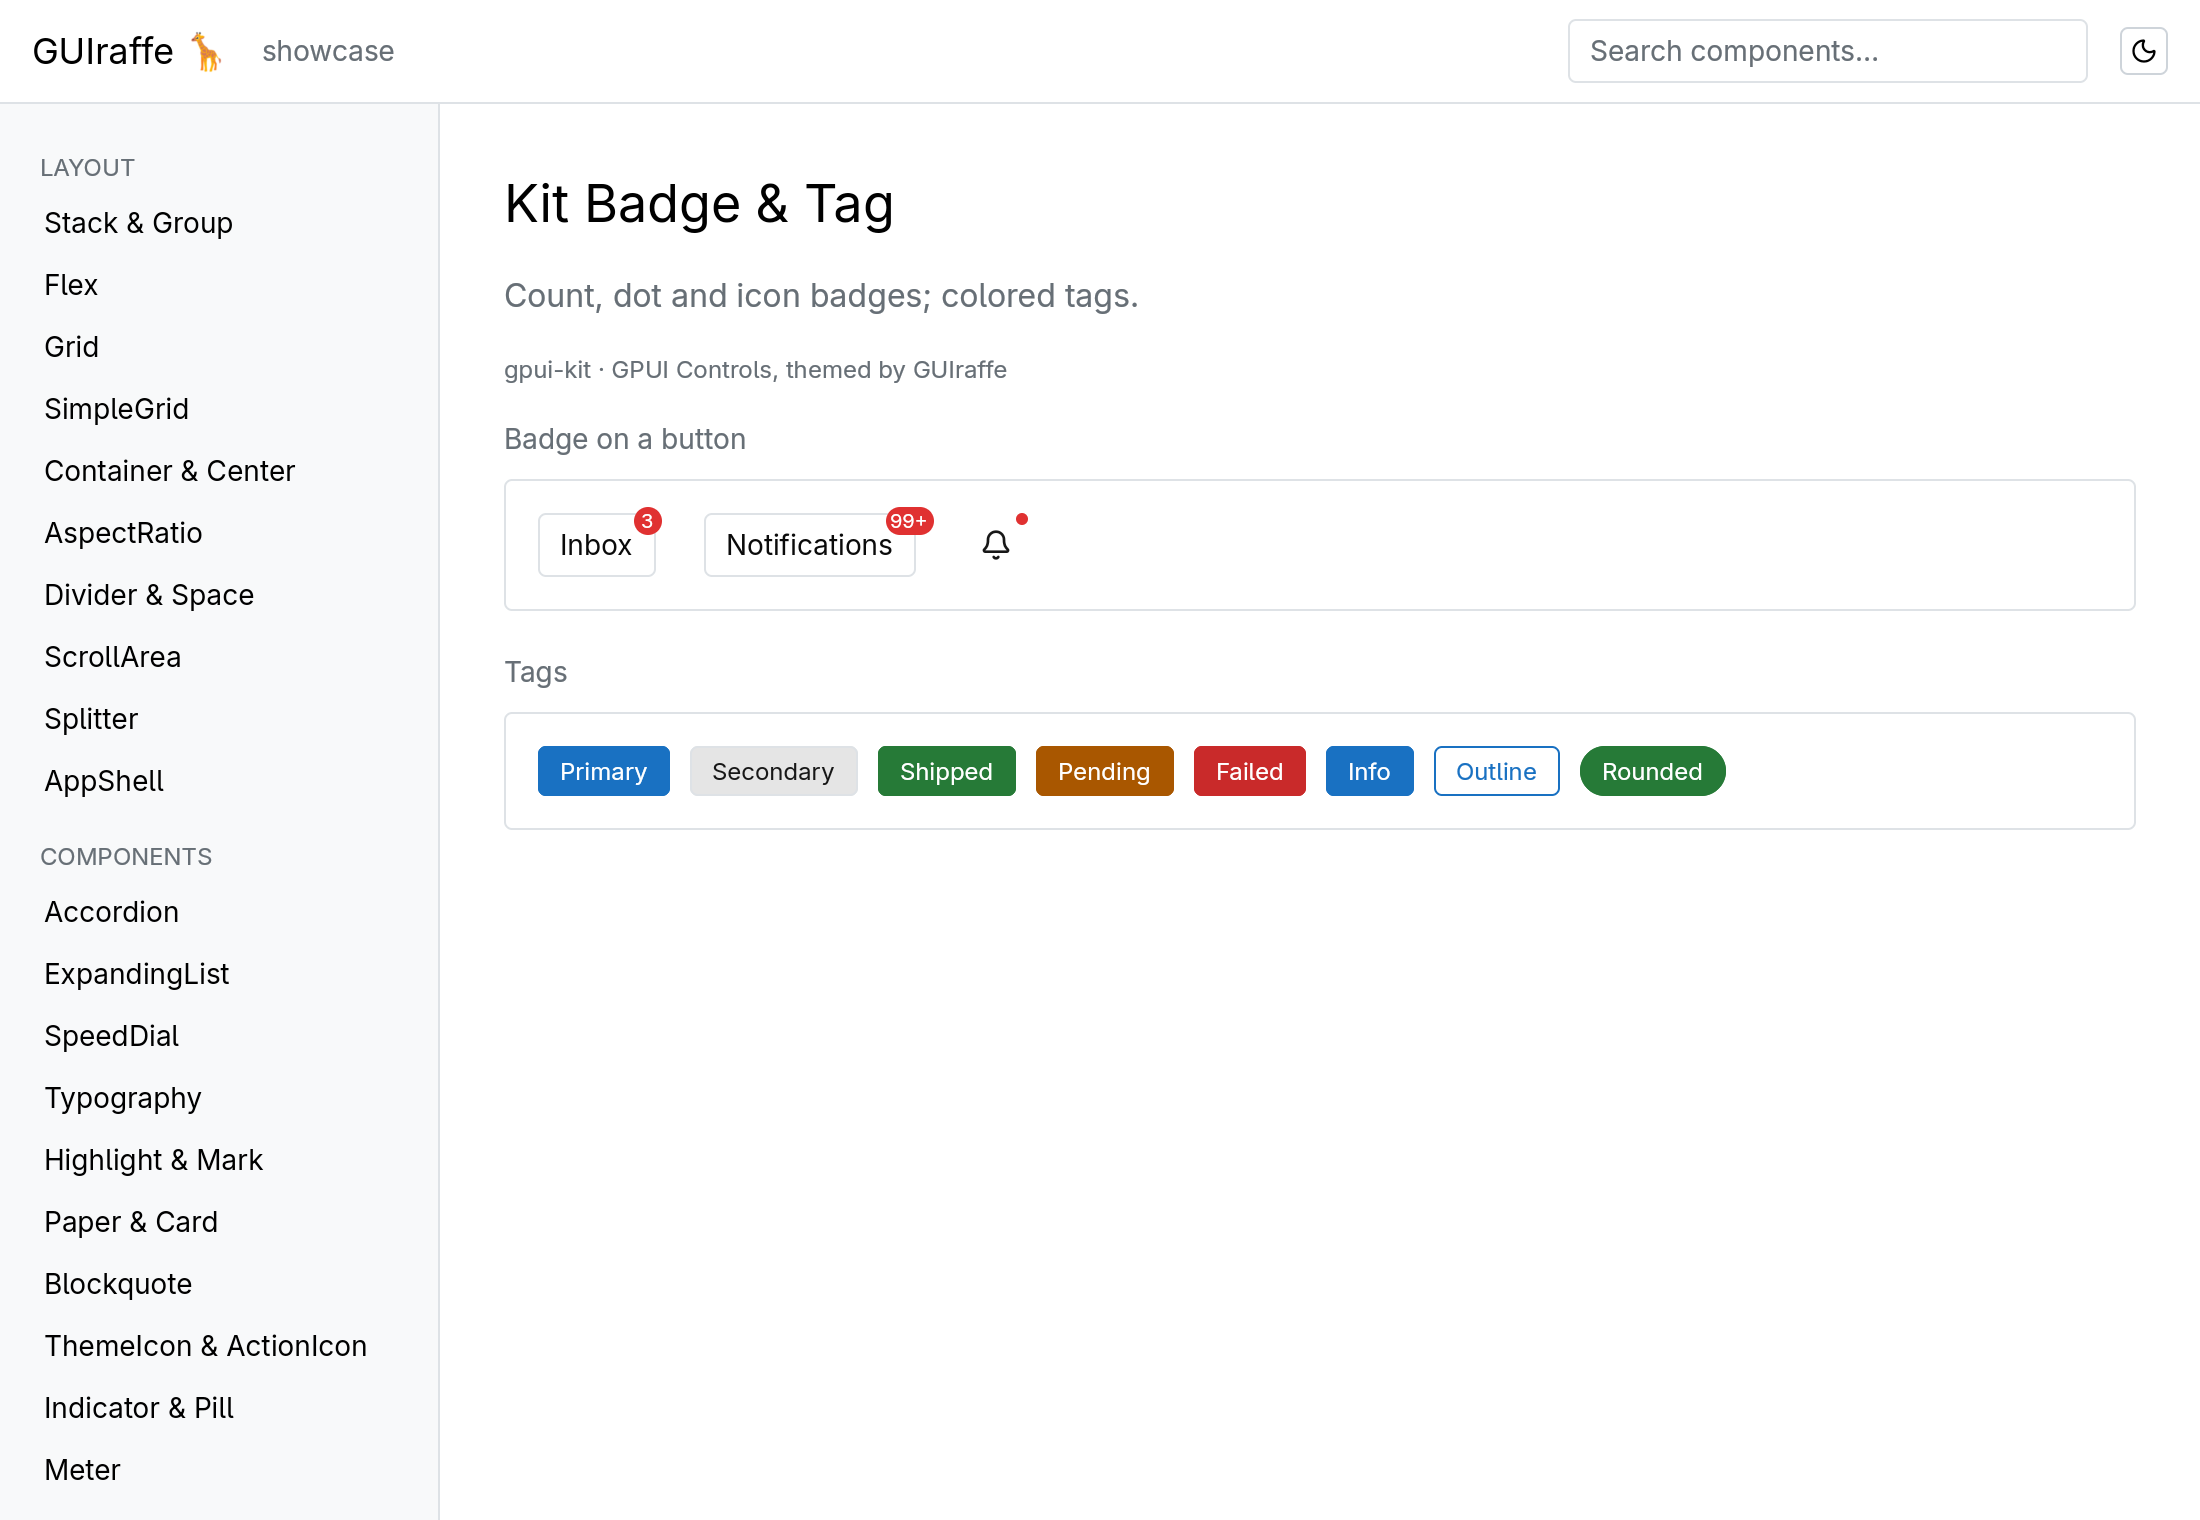 GUIraffe 🦒 showcase
Search components...
LAYOUT
Stack & Group
Flex
Grid
SimpleGrid
Container & Center
AspectRatio
Divider & Space
ScrollArea
Splitter
AppShell
COMPONENTS
Accordion
ExpandingList
SpeedDial
Typography
Highlight & Mark
Paper & Card
Blockquote
ThemeIcon & ActionIcon
Indicator & Pill
Meter
Kit Badge & Tag
Count, dot and icon badges; colored tags.
gpui-kit · GPUI Controls, themed by GUIraffe
Badge on a button
Inbox 3 Notifications 99+
Tags
Primary Secondary Shipped Pending Failed Info Outline Rounded